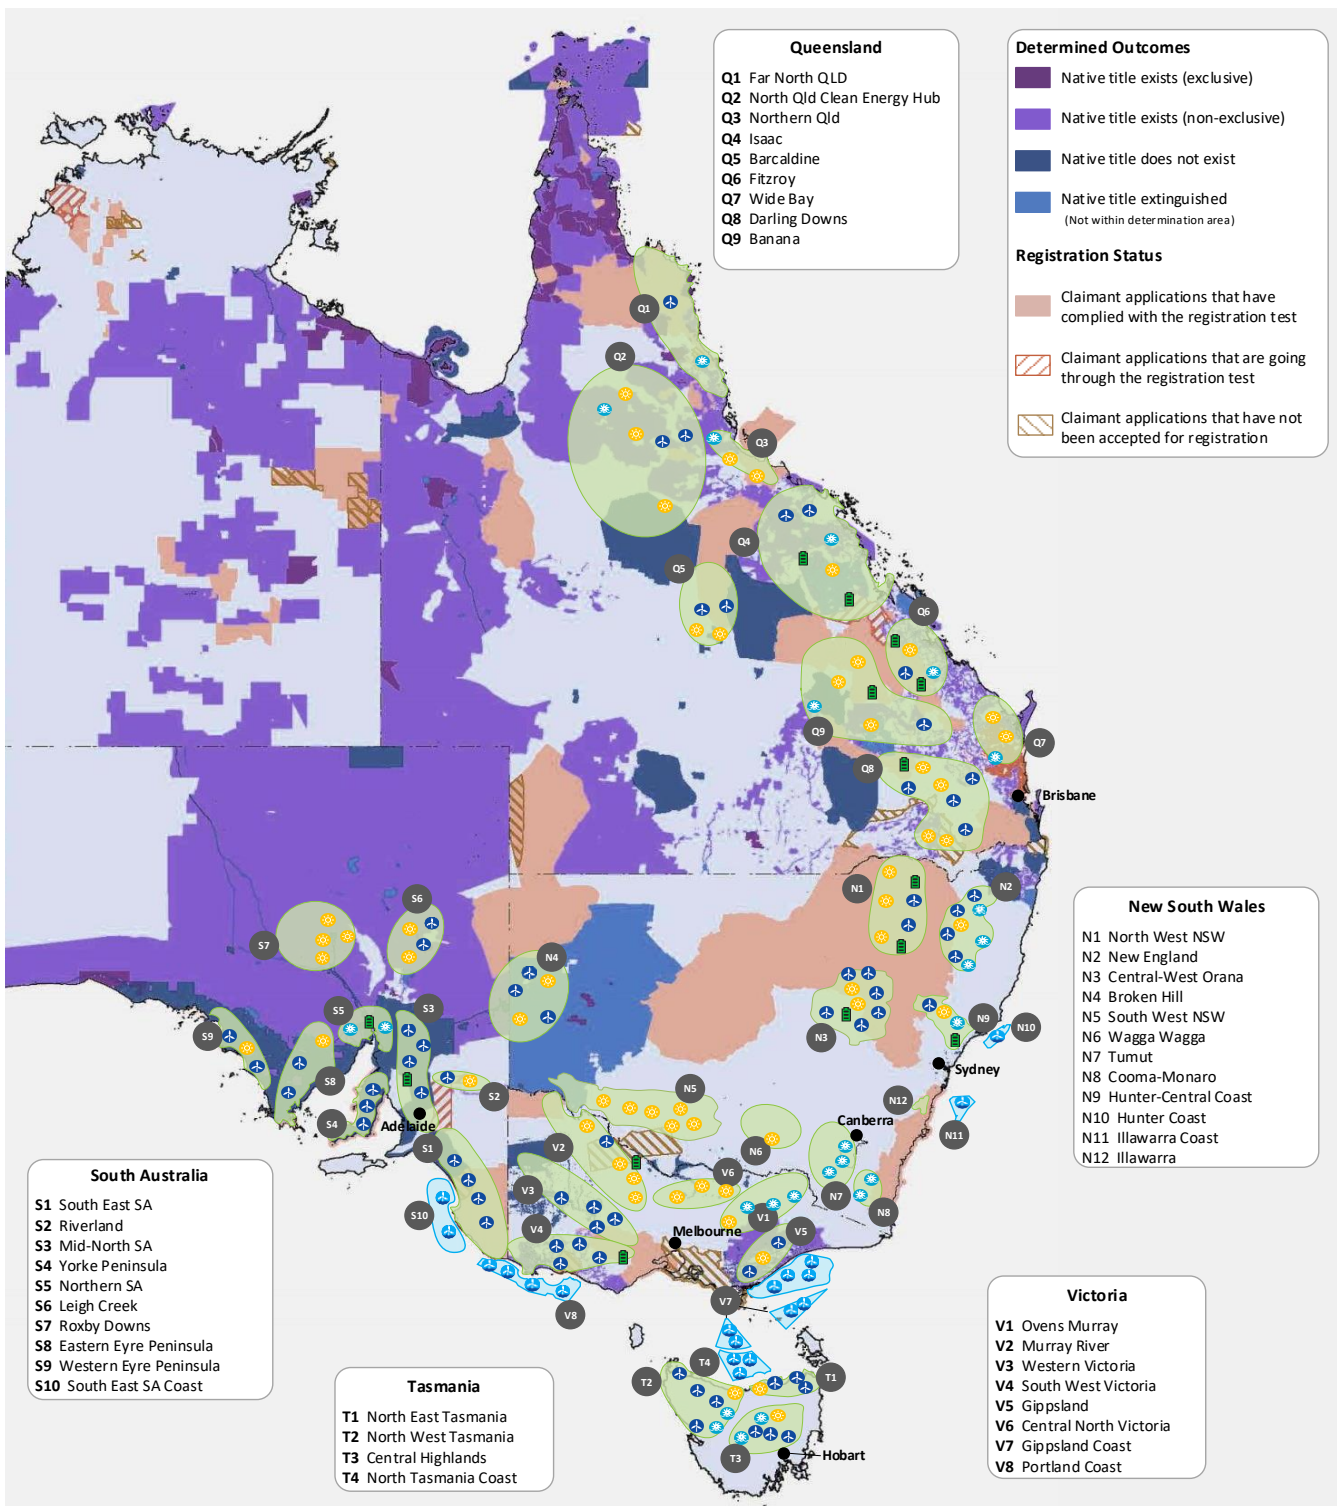 Queensland
Q1 Far North QLD
Q2 North Qld Clean Energy Hub
Q3 Northern Qld
Q4 Isaac
Q5 Barcaldine
Q6 Fitzroy
Q7 Wide Bay
Q8 Darling Downs
Q9 Banana
Determined Outcomes
Native title exists (exclusive)
Native title exists (non-exclusive)
Native title does not exist
Native title extinguished
(Not within determination area)
Registration Status
Claimant applications that have
complied with the registration test
Claimant applications that are going
through the registration test
Claimant applications that have not
been accepted for registration
Q1
Q2
Q3
Q4
Q5
Q6
Q7
Q9
Q8
Brisbane
N1
N2
S6
S7
N4
S3
S5
S9
N9
N10
N3
Sydney
S8
S2
N5
N12
S4
Adelaide
Canberra
N11
S1
V2
N6
V6
V3
N7
S10
V4
V1
N8
Melbourne
V5
V7
V8
T4
T2
T1
T3
Hobart
New South Wales
N1 North West NSW
N2 New England
N3 Central-West Orana
N4 Broken Hill
N5 South West NSW
N6 Wagga Wagga
N7 Tumut
N8 Cooma-Monaro
N9 Hunter-Central Coast
N10 Hunter Coast
N11 Illawarra Coast
N12 Illawarra
South Australia
S1 South East SA
S2 Riverland
S3 Mid-North SA
S4 Yorke Peninsula
S5 Northern SA
S6 Leigh Creek
S7 Roxby Downs
S8 Eastern Eyre Peninsula
S9 Western Eyre Peninsula
S10 South East SA Coast
Tasmania
T1 North East Tasmania
T2 North West Tasmania
T3 Central Highlands
T4 North Tasmania Coast
Victoria
V1 Ovens Murray
V2 Murray River
V3 Western Victoria
V4 South West Victoria
V5 Gippsland
V6 Central North Victoria
V7 Gippsland Coast
V8 Portland Coast